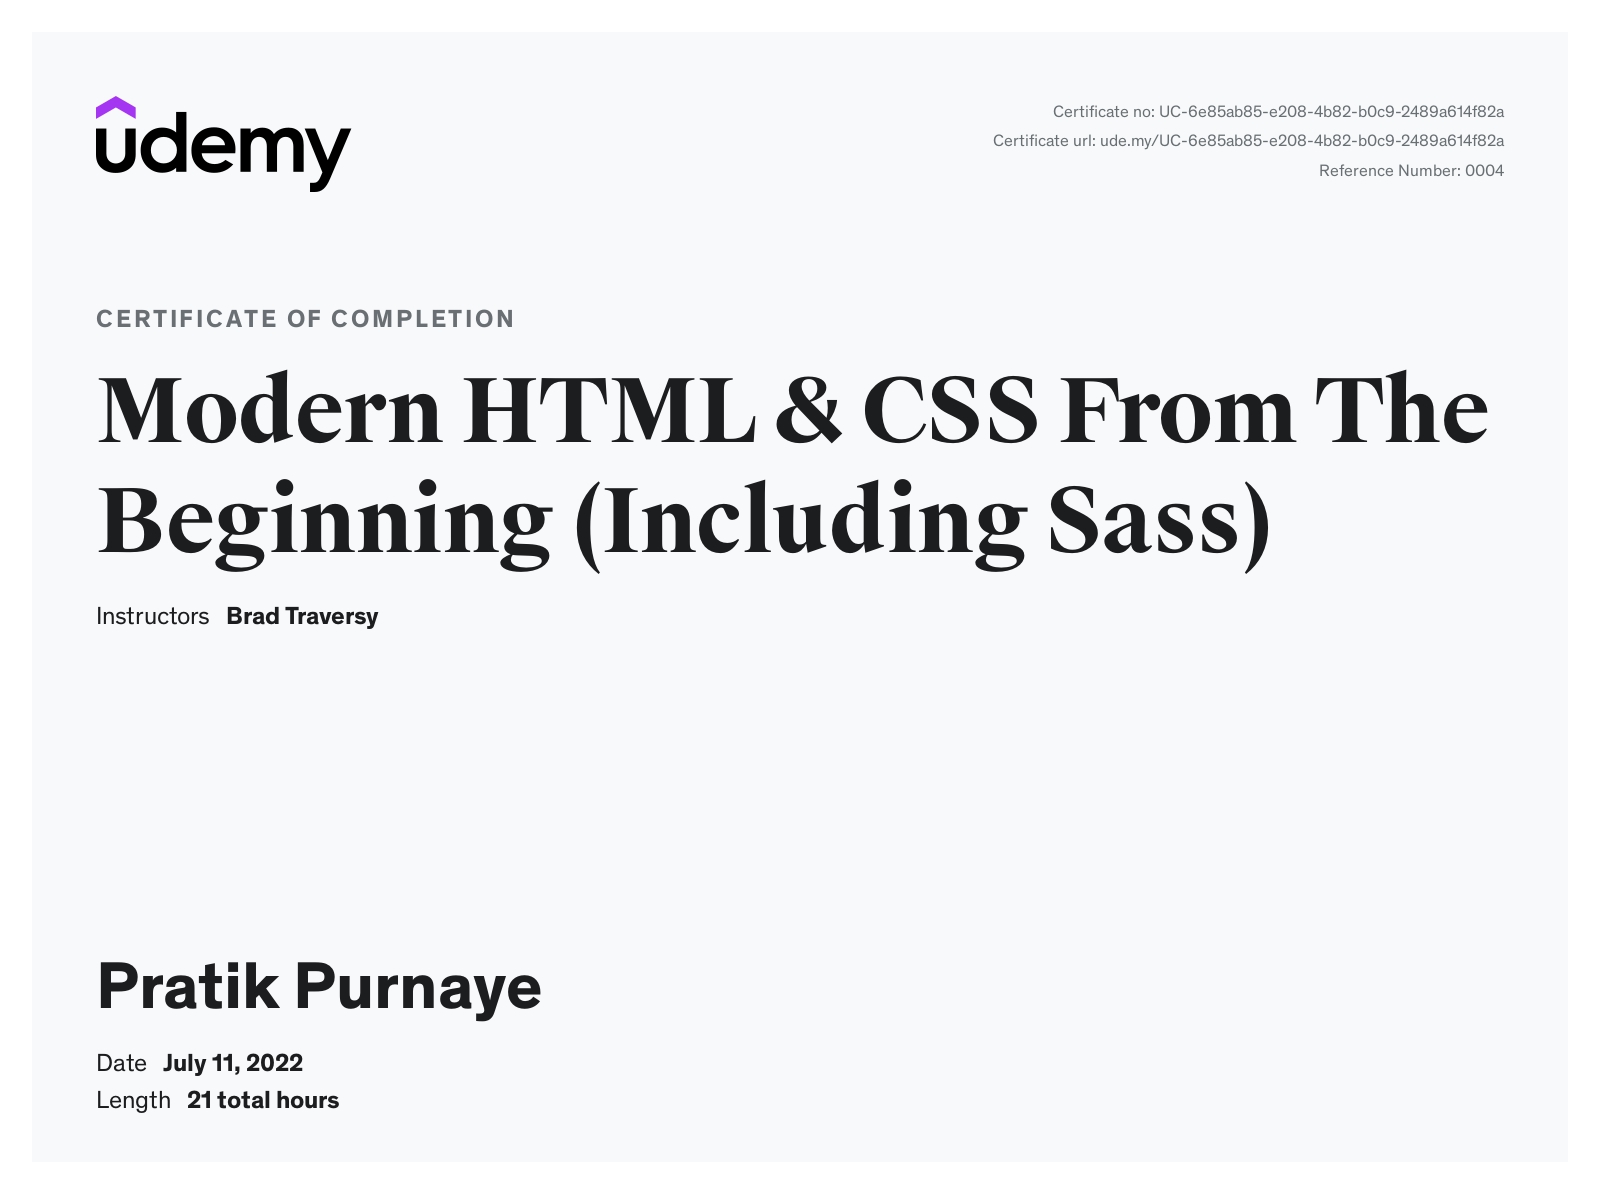 udemy
Certificate no: UC-6e85ab85-e208-4b82-b0c9-2489a614f82a
Certificate url: ude.my/UC-6e85ab85-e208-4b82-b0c9-2489a614f82a
Reference Number: 0004
CERTIFICATE OF COMPLETION
Modern HTML & CSS From The
Beginning (Including Sass)
Instructors Brad Traversy
Pratik Purnaye
Date July 11, 2022
Length 21 total hours